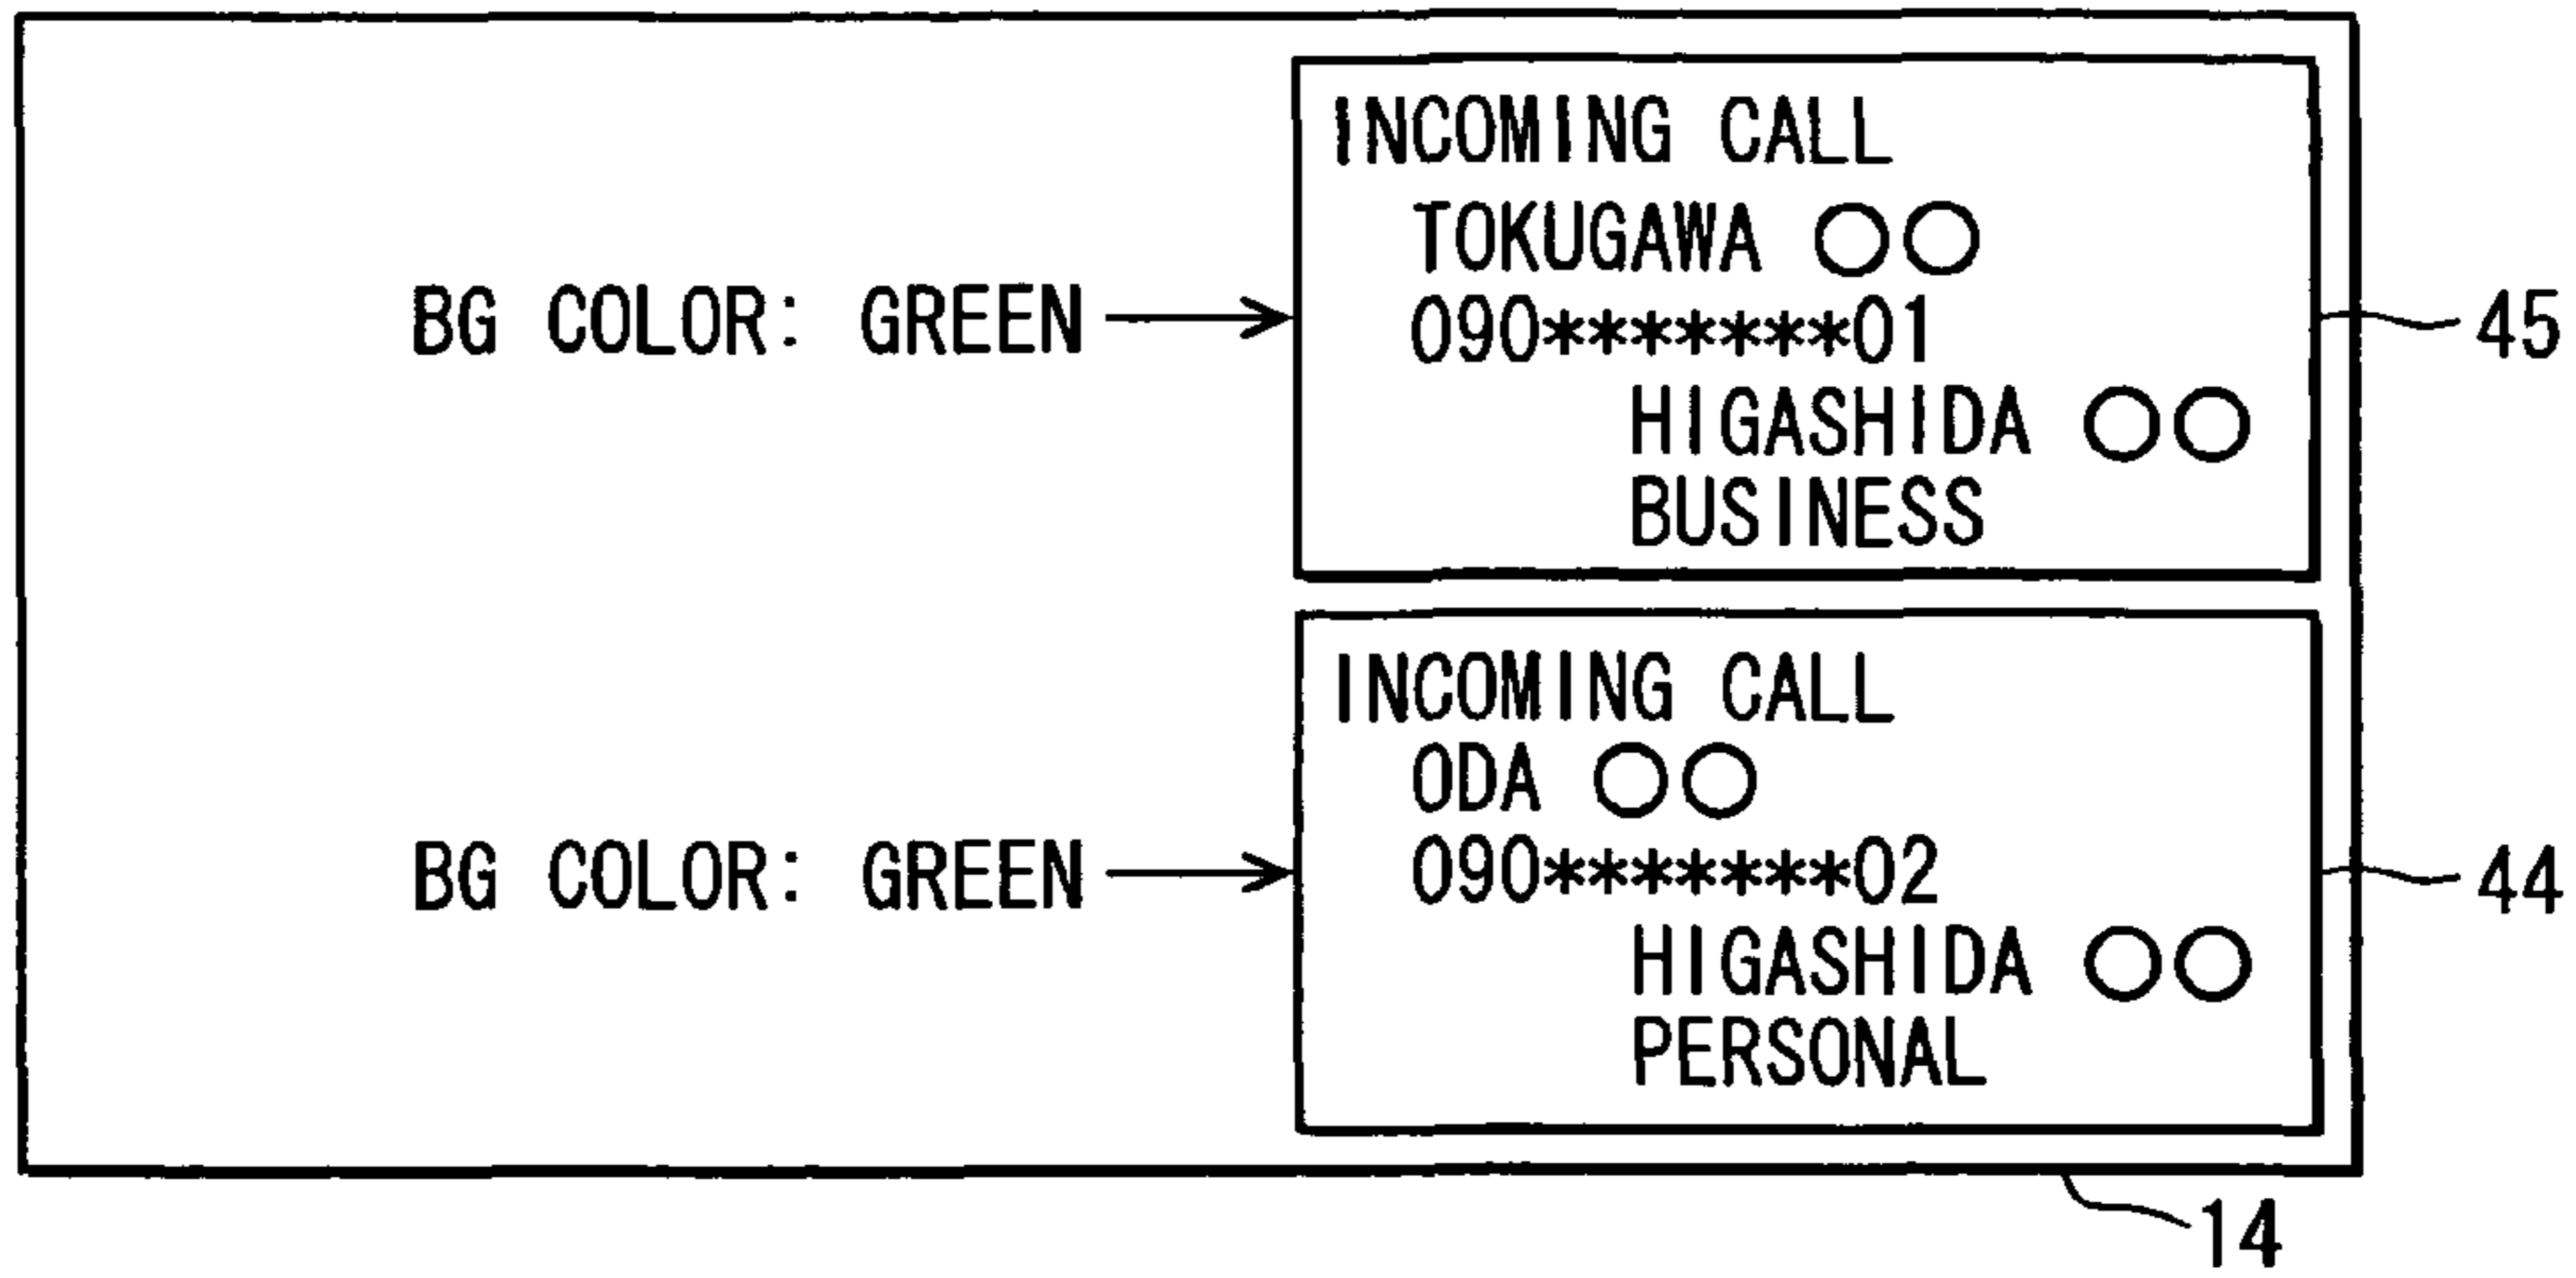 INCOMING CALL
TOKUGAWA ○○
090*******01
HIGASHIDA ○○
BUSINESS
BG COLOR: GREEN
45
INCOMING CALL
ODA ○○
090*******02
HIGASHIDA ○○
PERSONAL
BG COLOR: GREEN
44
14